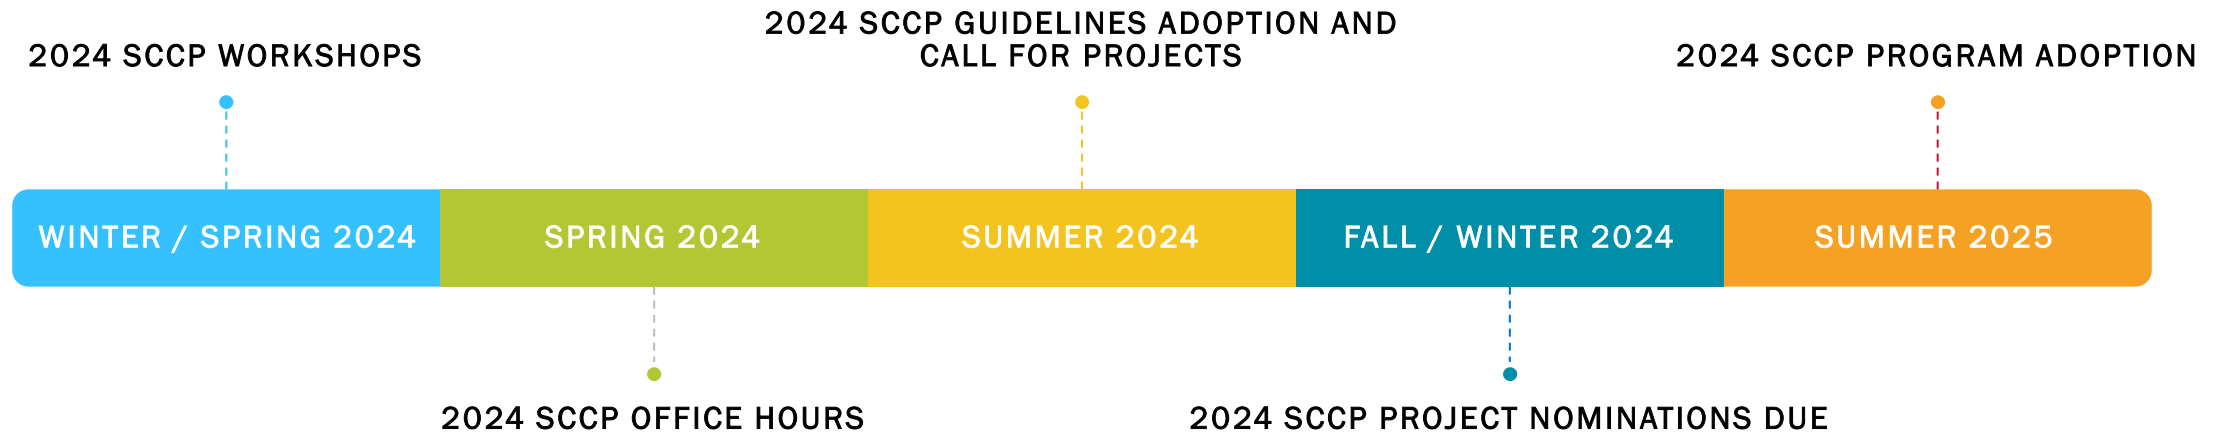 2024 SCCP GUIDELINES ADOPTION AND
CALL FOR PROJECTS
2024 SCCP WORKSHOPS
2024 SCCP PROGRAM ADOPTION
WINTER / SPRING 2024
SPRING 2024
SUMMER 2024
FALL / WINTER 2024
SUMMER 2025
2024 SCCP OFFICE HOURS
2024 SCCP PROJECT NOMINATIONS DUE